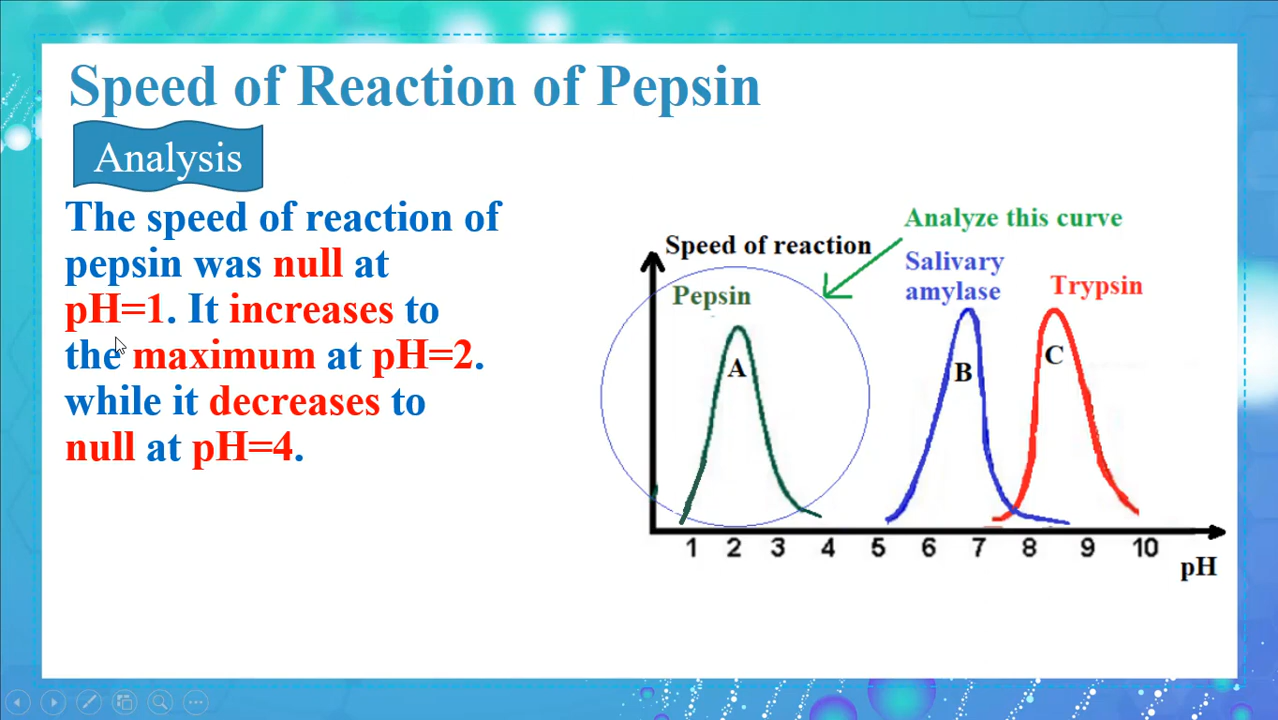 Speed of Reaction of Pepsin
Analysis
The speed of reaction of
pepsin was null at
pH=1. It increases to
the maximum at pH=2.
while it decreases to
null at pH=4.
Analyze this curve
Speed of reaction
Salivary
amylase
Pepsin
Trypsin
A
B
C
1 2 3 4 5 6 7 8 9 10
pH